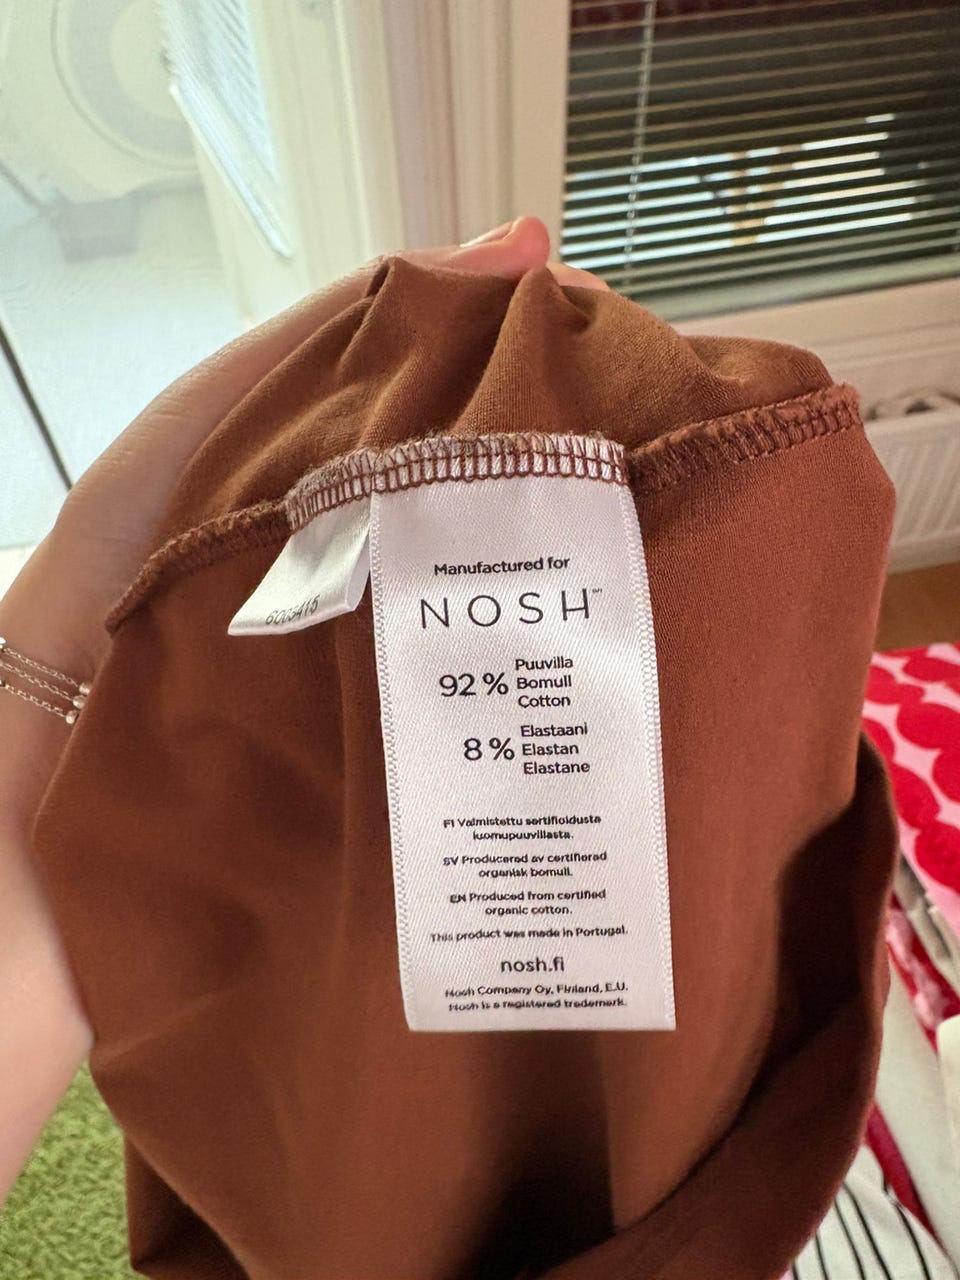 6003415
Manufactured for
NOSH™
92 % Puuvilla
Bomull
Cotton
8 % Elastaani
Elastan
Elastane
FI Valmistettu sertifioidusta
luomupuuvillasta.
SV Producerad av certifierad
organisk bomull.
EN Produced from certified
organic cotton.
This product was made in Portugal.
nosh.fi
Nosh Company Oy, Finland, E.U.
Nosh is a registered trademark.